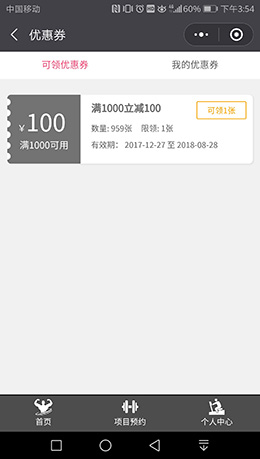 中国移动 60% 下午3:54
优惠券
可领优惠券 我的优惠券
¥100
满1000可用
满1000立减100
可领1张
数量: 959张 限领: 1张
有效期: 2017-12-27 至 2018-08-28
首页 项目预约 个人中心